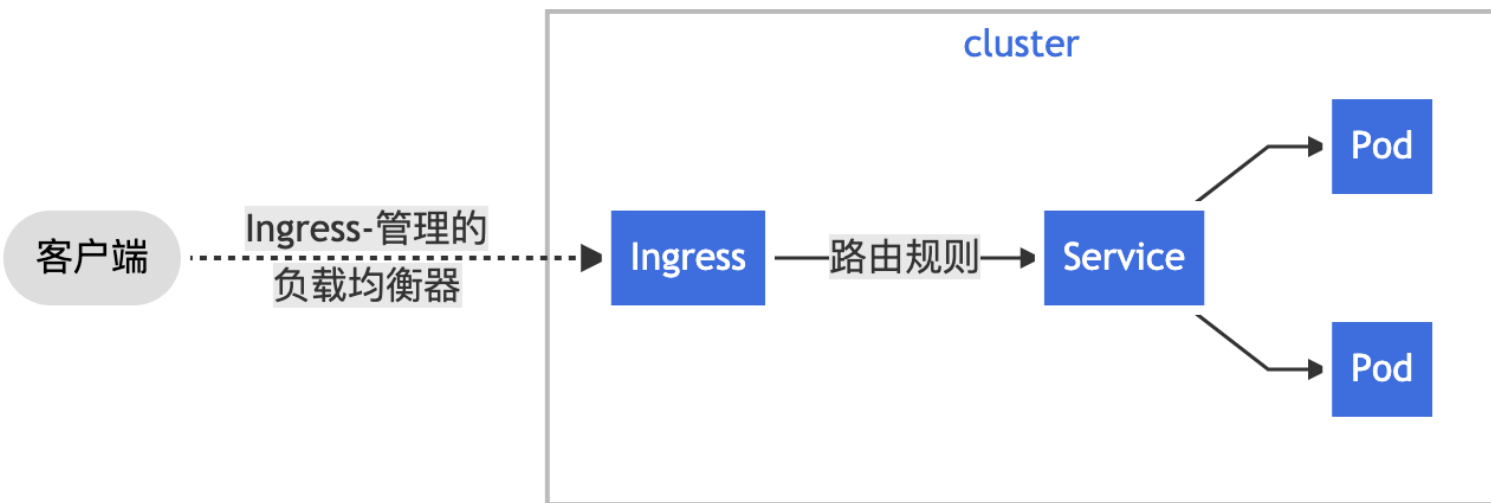 cluster
Pod
客户端
Ingress-管理的
负载均衡器
Ingress
路由规则
Service
Pod